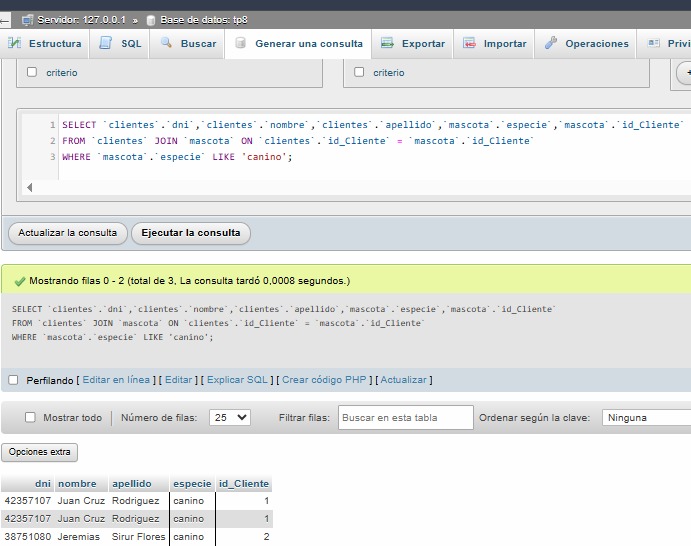 Servidor: 127.0.0.1 » Base de datos: tp8
Estructura SQL Buscar Generar una consulta Exportar Importar Operaciones Privi
criterio criterio
1 SELECT `clientes`.`dni`,`clientes`.`nombre`,`clientes`.`apellido`,`mascota`.`especie`,`mascota`.`id_Cliente`
2 FROM `clientes` JOIN `mascota` ON `clientes`.`id_Cliente` = `mascota`.`id_Cliente`
3 WHERE `mascota`.`especie` LIKE 'canino';
Actualizar la consulta Ejecutar la consulta
Mostrando filas 0 - 2 (total de 3, La consulta tardó 0,0008 segundos.)
SELECT `clientes`.`dni`,`clientes`.`nombre`,`clientes`.`apellido`,`mascota`.`especie`,`mascota`.`id_Cliente`
FROM `clientes` JOIN `mascota` ON `clientes`.`id_Cliente` = `mascota`.`id_Cliente`
WHERE `mascota`.`especie` LIKE 'canino';
Perfilando [ Editar en línea ] [ Editar ] [ Explicar SQL ] [ Crear código PHP ] [ Actualizar ]
Mostrar todo Número de filas: 25 Filtrar filas: Buscar en esta tabla Ordenar según la clave: Ninguna
Opciones extra
dni nombre apellido especie id_Cliente
42357107 Juan Cruz Rodriguez canino 1
42357107 Juan Cruz Rodriguez canino 1
38751080 Jeremias Sirur Flores canino 2